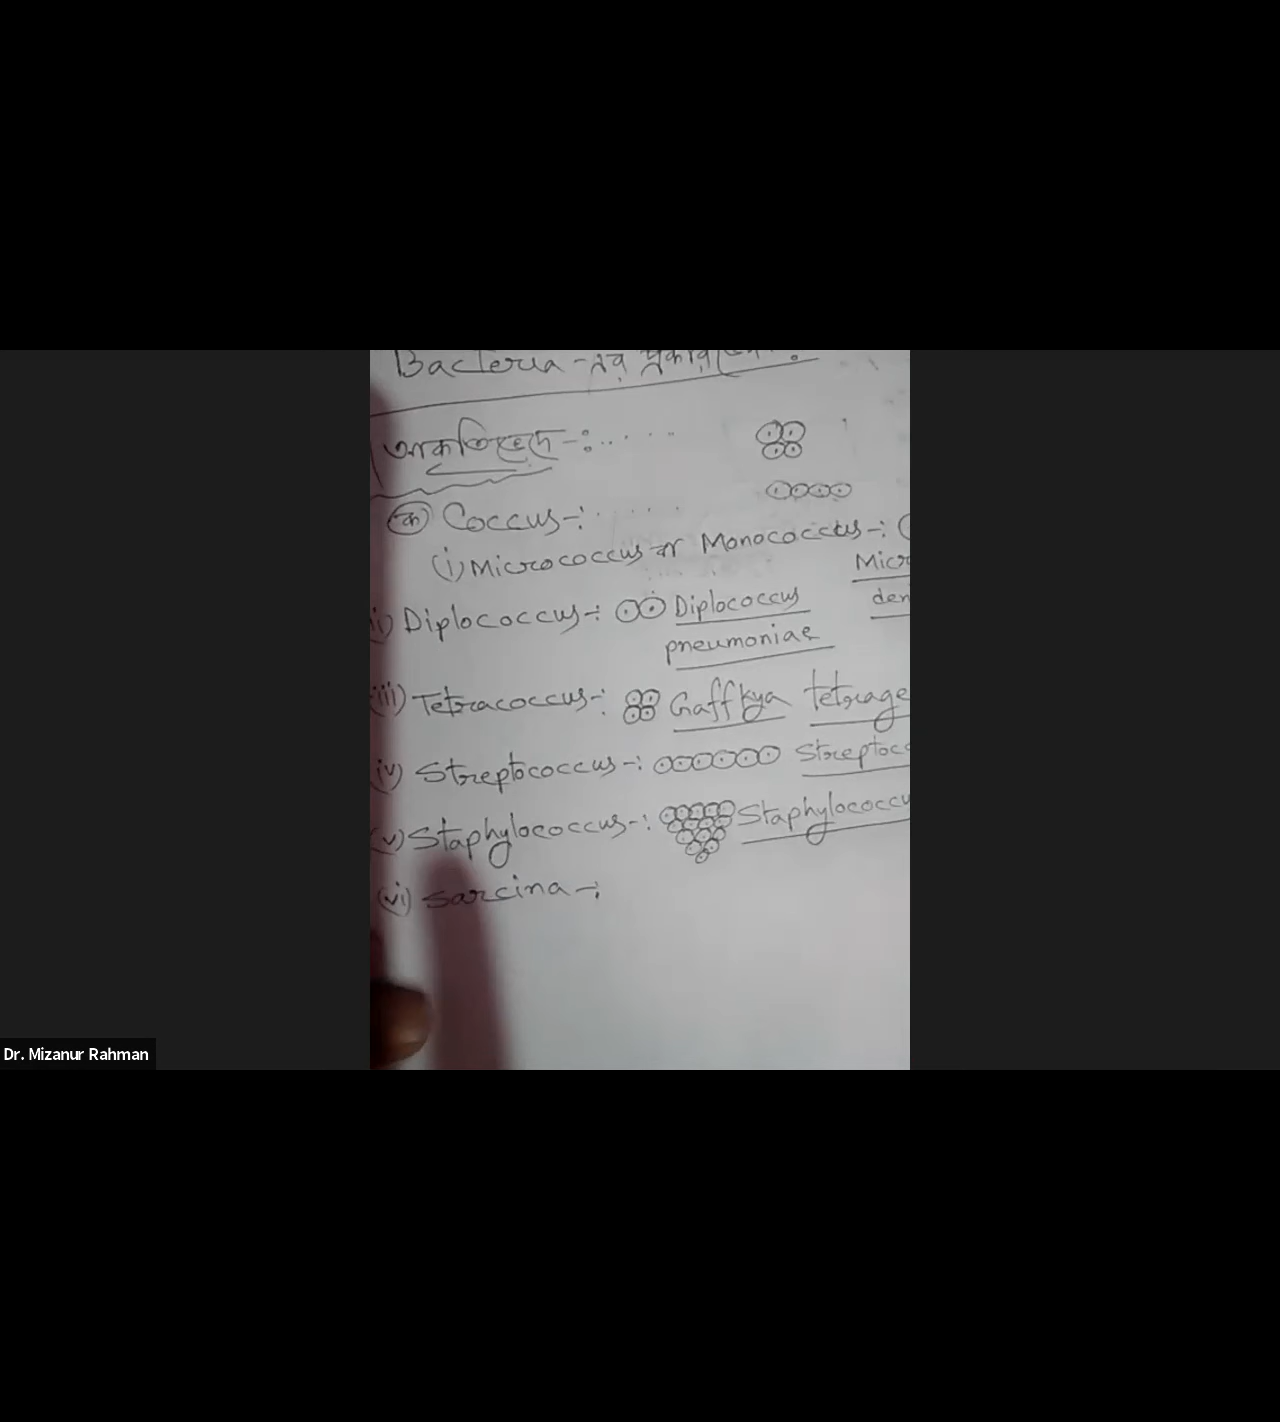 Bacteria-এর প্রকারভেদ :
আকৃতিভেদে -:
ক Coccus -:
(i) Micrococcus বা Monococcus -:
Micr
den
ii) Diplococcus -: Diplococcus
pneumoniae
(iii) Tetracoccus -: Gaffkya tetrage
(iv) Streptococcus -: Streptoc
(v) Staphylococcus -: Staphylococcu
(vi) Sarcina -:
Dr. Mizanur Rahman